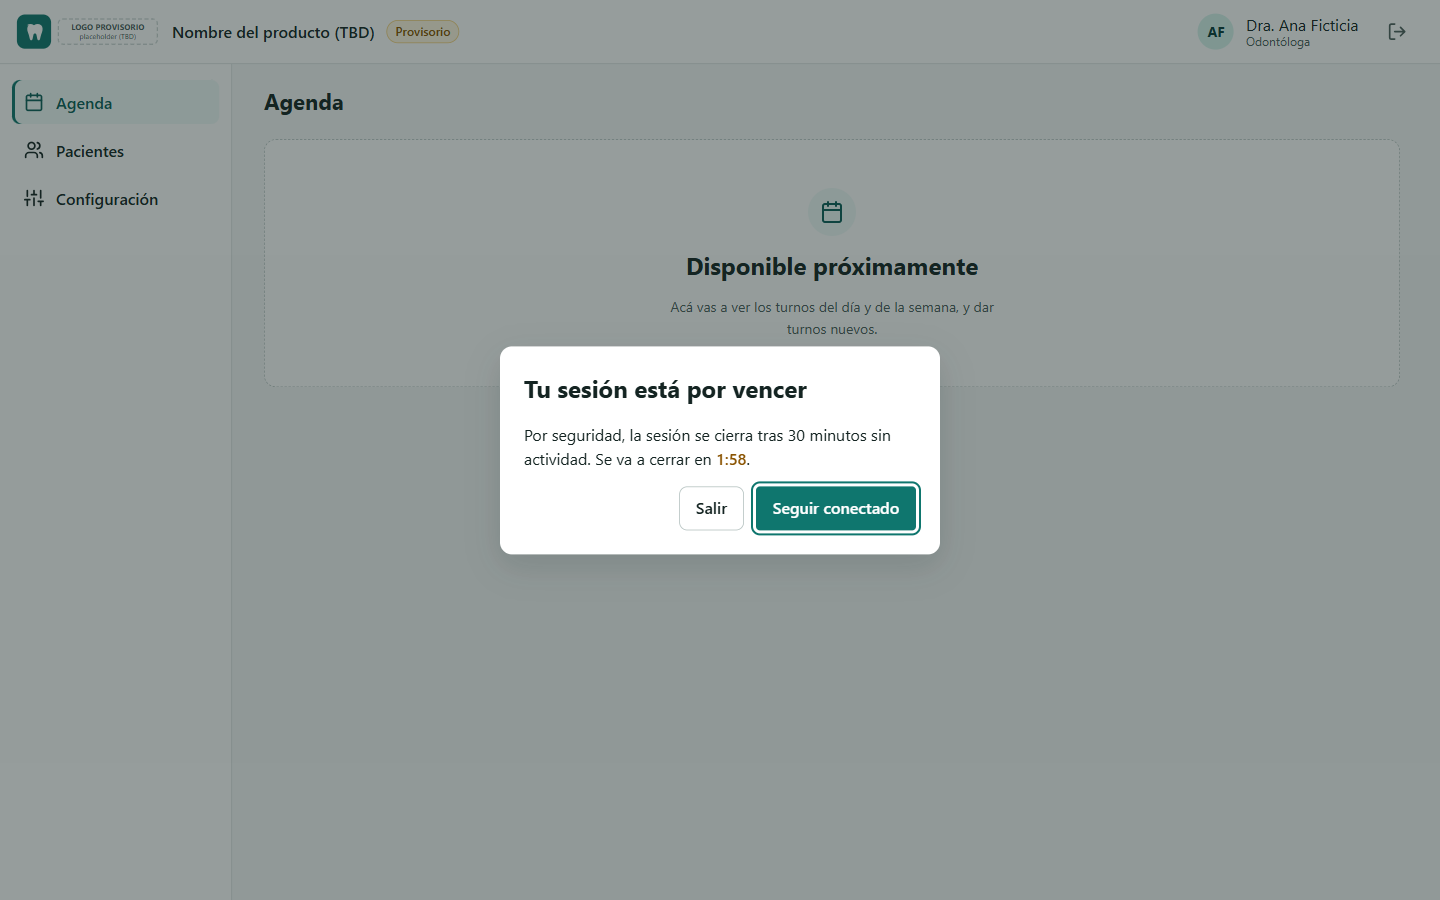 LOGO PROVISORIO
placeholder (TBD)
Nombre del producto (TBD)
Provisorio
AF
Dra. Ana Ficticia
Odontóloga
Agenda
Pacientes
Configuración
Agenda
Disponible próximamente
Acá vas a ver los turnos del día y de la semana, y dar
turnos nuevos.
Tu sesión está por vencer
Por seguridad, la sesión se cierra tras 30 minutos sin
actividad. Se va a cerrar en 1:58.
Salir
Seguir conectado